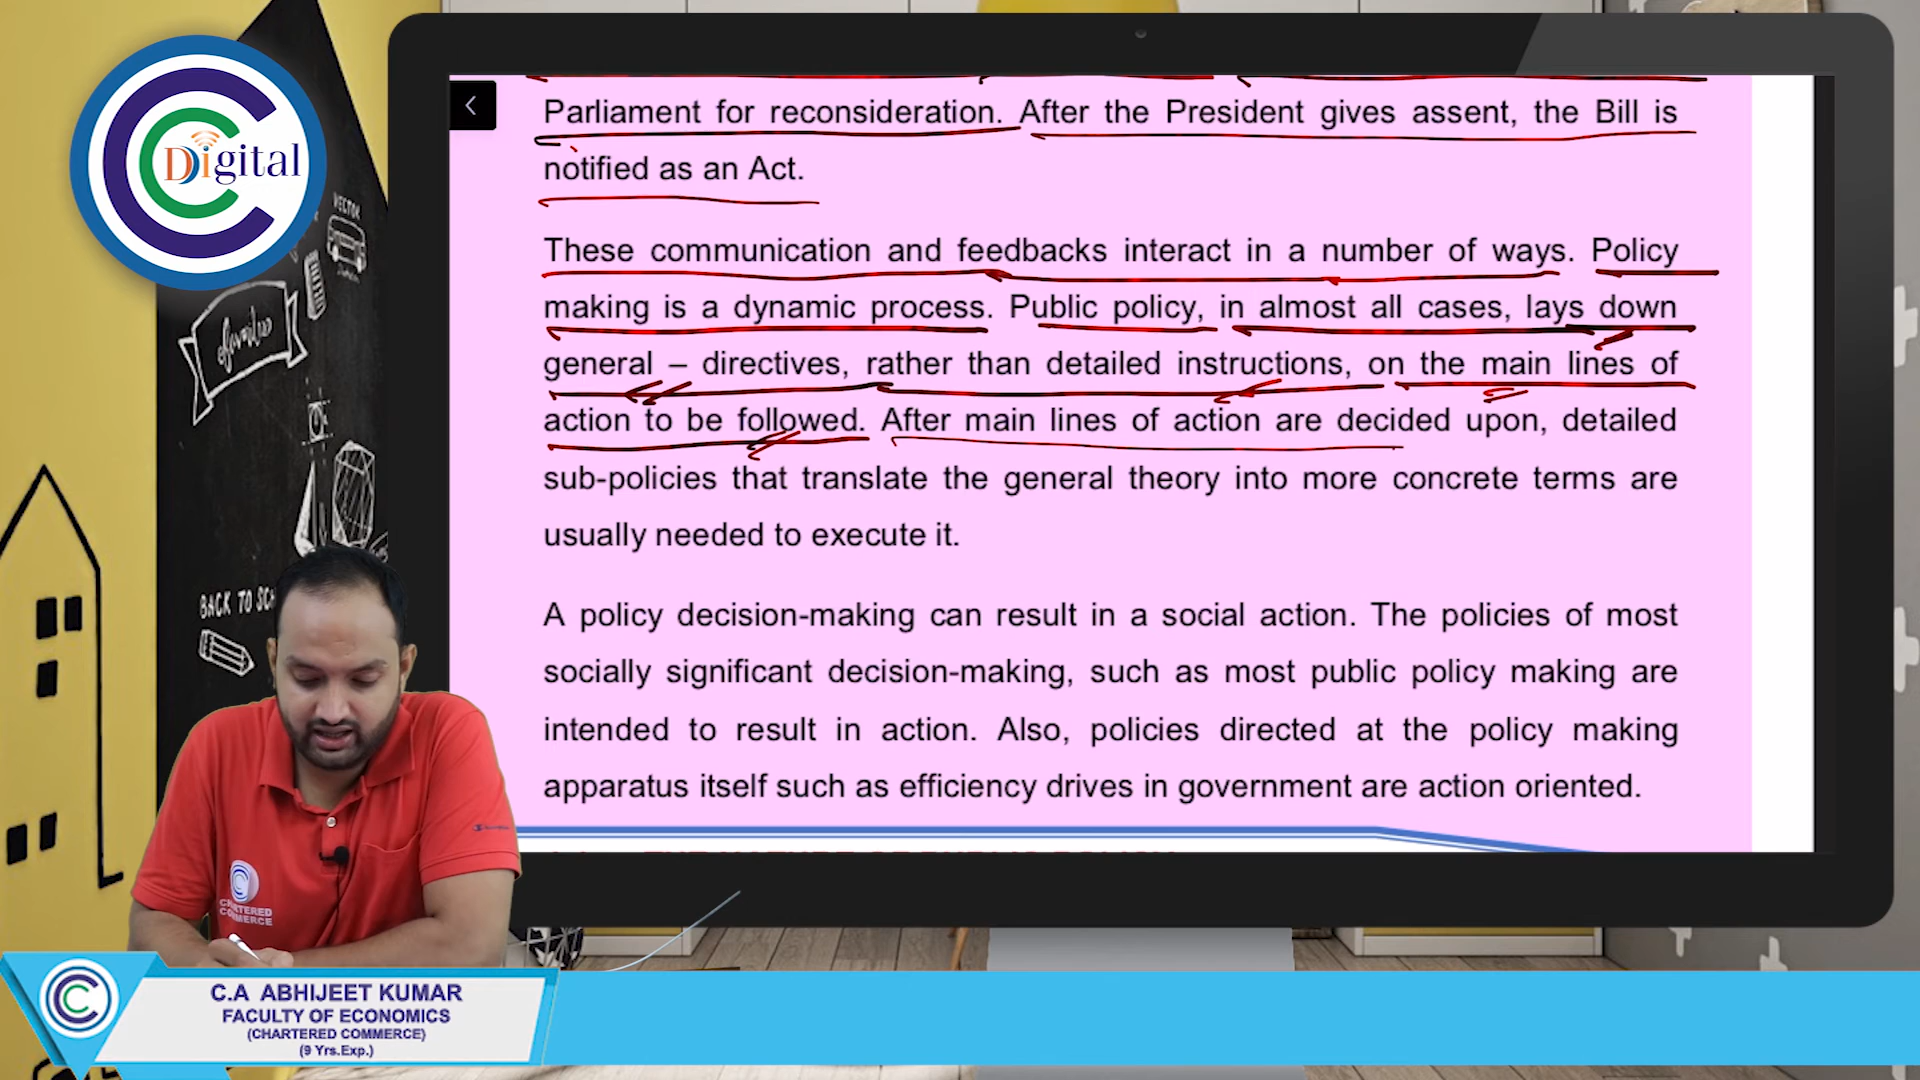 Digital
VECTOR
BACK TO SCH
Parliament for reconsideration. After the President gives assent, the Bill is
notified as an Act.
These communication and feedbacks interact in a number of ways. Policy
making is a dynamic process. Public policy, in almost all cases, lays down
general – directives, rather than detailed instructions, on the main lines of
action to be followed. After main lines of action are decided upon, detailed
sub-policies that translate the general theory into more concrete terms are
usually needed to execute it.
A policy decision-making can result in a social action. The policies of most
socially significant decision-making, such as most public policy making are
intended to result in action. Also, policies directed at the policy making
apparatus itself such as efficiency drives in government are action oriented.
CHARTERED
COMMERCE
C.A ABHIJEET KUMAR
FACULTY OF ECONOMICS
(CHARTERED COMMERCE)
(9 Yrs.Exp.)